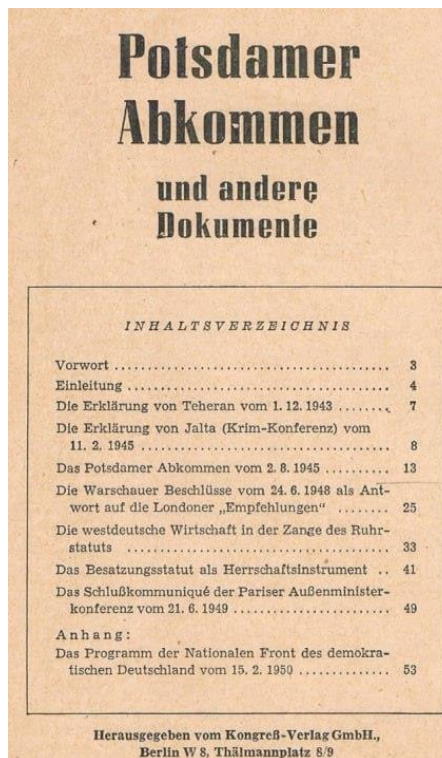 Potsdamer
Abkommen
und andere
Dokumente
INHALTSVERZEICHNIS
Vorwort ........................................ 3
Einleitung ...................................... 4
Die Erklärung von Teheran vom 1. 12. 1943 ........ 7
Die Erklärung von Jalta (Krim-Konferenz) vom
11. 2. 1945 .................................... 8
Das Potsdamer Abkommen vom 2. 8. 1945 .......... 13
Die Warschauer Beschlüsse vom 24. 6. 1948 als Ant-
wort auf die Londoner „Empfehlungen“ ....... 25
Die westdeutsche Wirtschaft in der Zange des Ruhr-
statuts ...................................... 33
Das Besatzungsstatut als Herrschaftsinstrument .. 41
Das Schlußkommuniqué der Pariser Außenminister-
konferenz vom 21. 6. 1949 ....................... 49
Anhang:
Das Programm der Nationalen Front des demokra-
tischen Deutschland vom 15. 2. 1950 .............. 53
Herausgegeben vom Kongreß-Verlag GmbH.,
Berlin W 8, Thälmannplatz 8/9